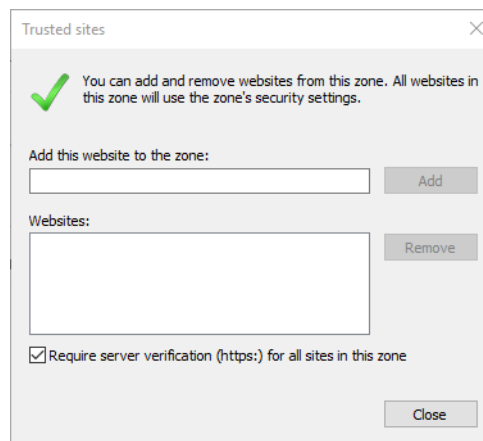 Trusted sites
You can add and remove websites from this zone. All websites in
this zone will use the zone's security settings.
Add this website to the zone:
Add
Websites:
Remove
Require server verification (https:) for all sites in this zone
Close